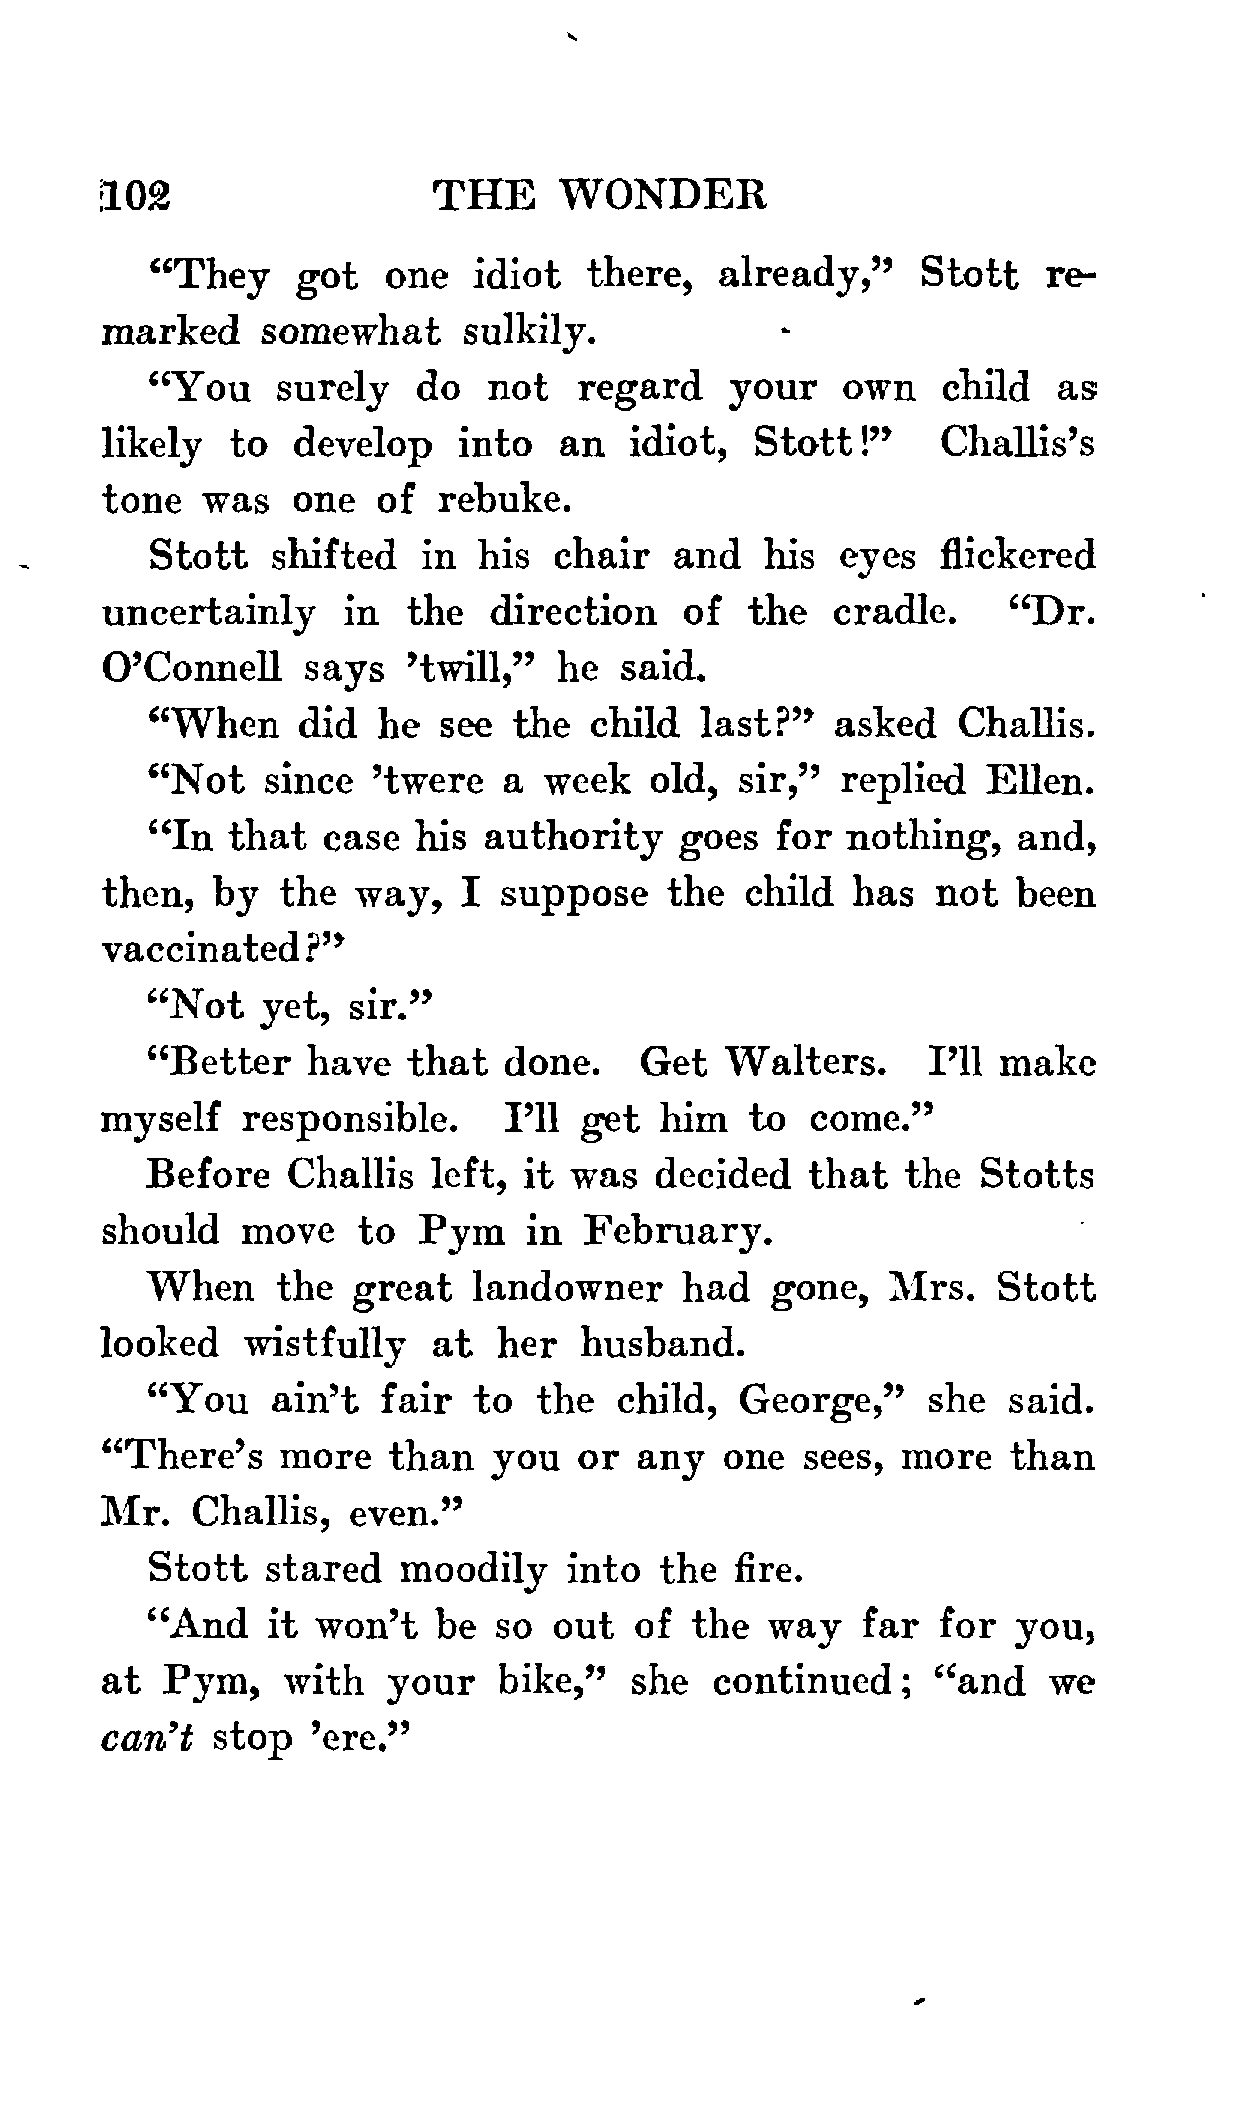 102 THE WONDER
“They got one idiot there, already,” Stott re-
marked somewhat sulkily.
“You surely do not regard your own child as
likely to develop into an idiot, Stott!” Challis’s
tone was one of rebuke.
Stott shifted in his chair and his eyes flickered
uncertainly in the direction of the cradle. “Dr.
O’Connell says ’twill,” he said.
“When did he see the child last?” asked Challis.
“Not since ’twere a week old, sir,” replied Ellen.
“In that case his authority goes for nothing, and,
then, by the way, I suppose the child has not been
vaccinated?”
“Not yet, sir.”
“Better have that done. Get Walters. I’ll make
myself responsible. I’ll get him to come.”
Before Challis left, it was decided that the Stotts
should move to Pym in February.
When the great landowner had gone, Mrs. Stott
looked wistfully at her husband.
“You ain’t fair to the child, George,” she said.
“There’s more than you or any one sees, more than
Mr. Challis, even.”
Stott stared moodily into the fire.
“And it won’t be so out of the way far for you,
at Pym, with your bike,” she continued; “and we
can’t stop ’ere.”